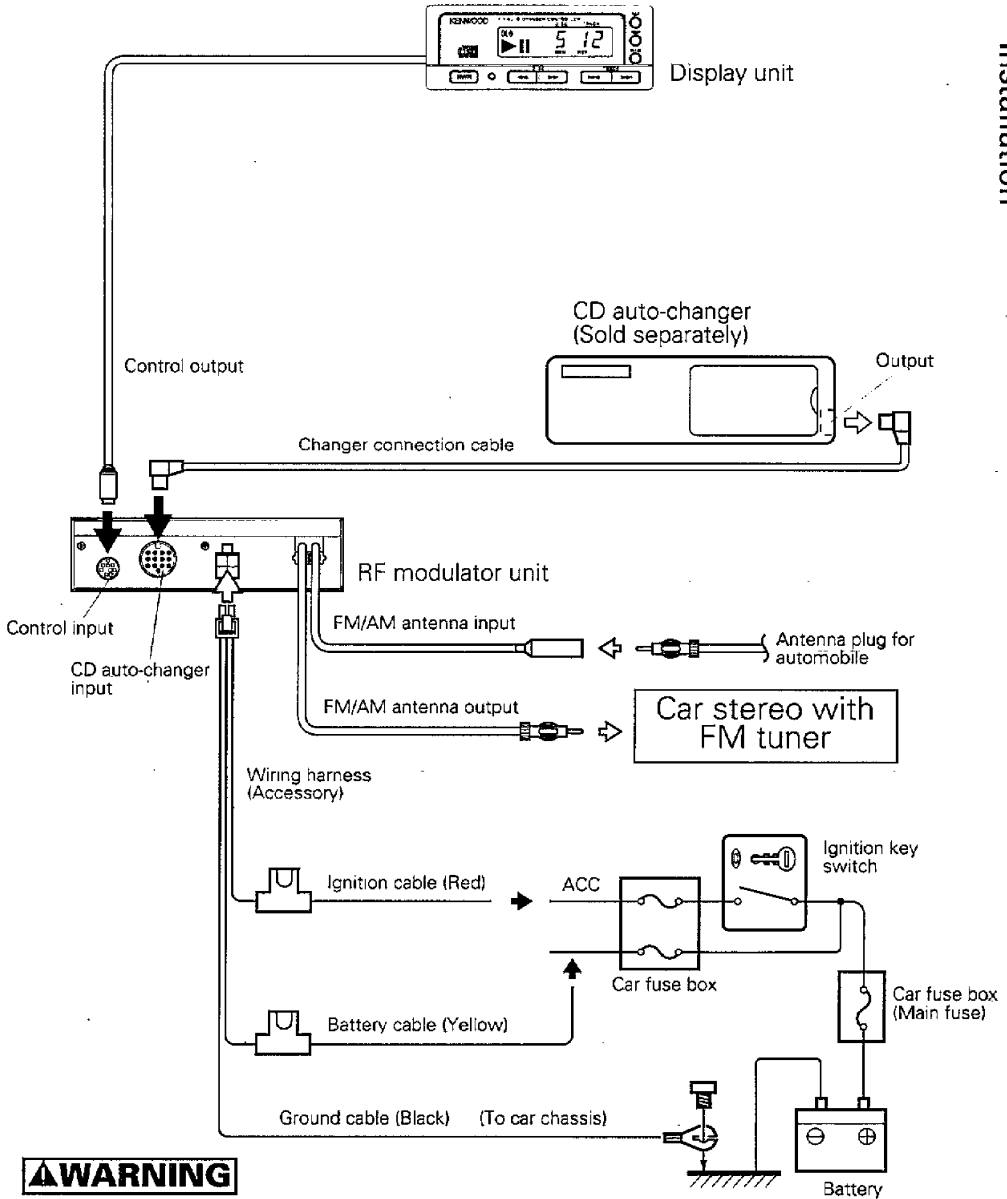 KENWOOD
5 12
Display unit
Installation
CD auto-changer
(Sold separately)
Output
Control output
Changer connection cable
RF modulator unit
Control input
CD auto-changer
input
FM/AM antenna input
Antenna plug for
automobile
FM/AM antenna output
Car stereo with
FM tuner
Wiring harness
(Accessory)
Ignition cable (Red)
ACC
Ignition key
switch
Car fuse box
Car fuse box
(Main fuse)
Battery cable (Yellow)
Ground cable (Black) (To car chassis)
Battery
WARNING